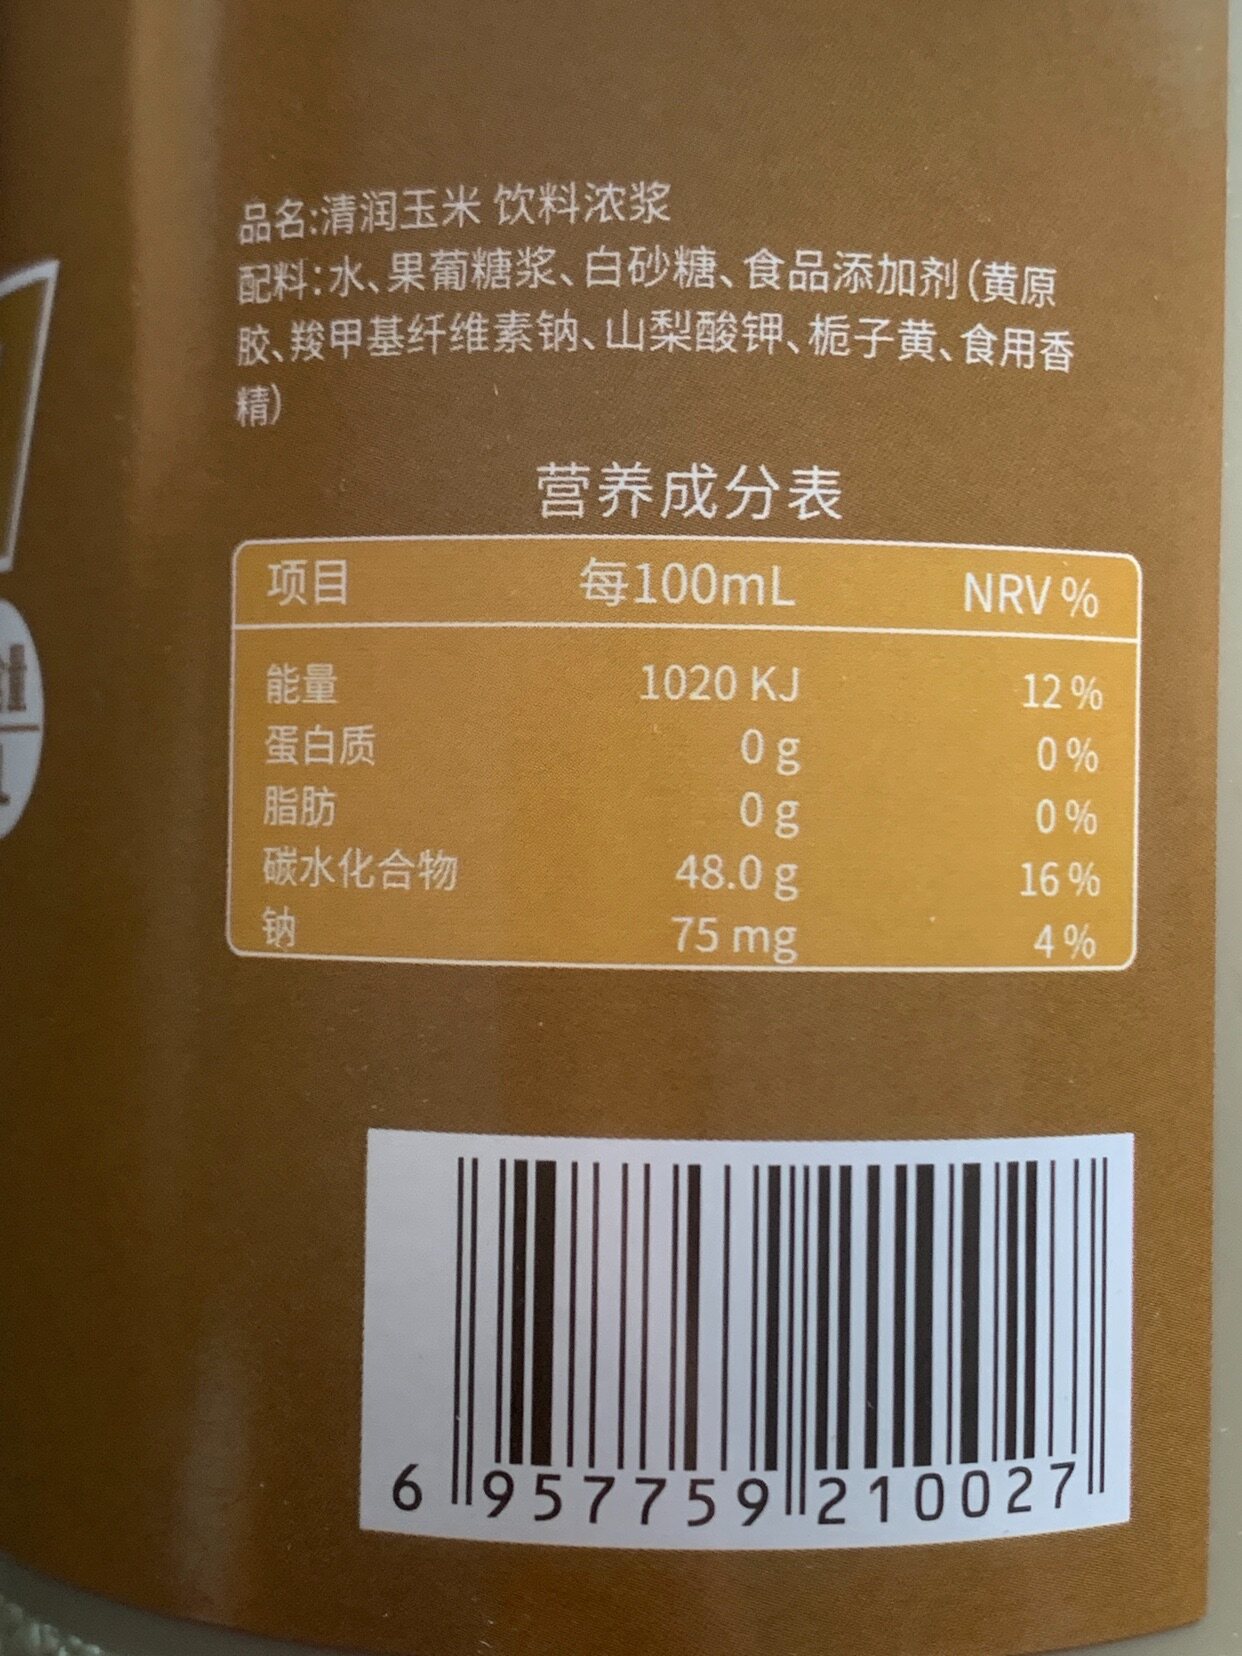 品名:清润玉米 饮料浓浆
配料:水、果葡糖浆、白砂糖、食品添加剂(黄原
胶、羧甲基纤维素钠、山梨酸钾、栀子黄、食用香
精)
营养成分表
项目 每100mL NRV %
能量 1020 KJ 12 %
蛋白质 0 g 0 %
脂肪 0 g 0 %
碳水化合物 48.0 g 16 %
钠 75 mg 4 %
6 957759 210027